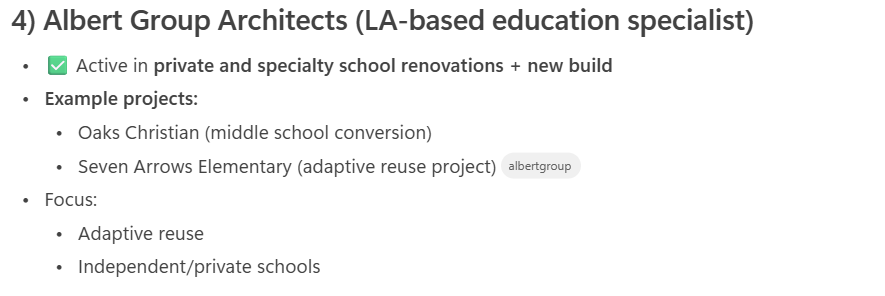 4) Albert Group Architects (LA-based education specialist)
• ✅ Active in private and specialty school renovations + new build
• Example projects:
• Oaks Christian (middle school conversion)
• Seven Arrows Elementary (adaptive reuse project) albertgroup
• Focus:
• Adaptive reuse
• Independent/private schools